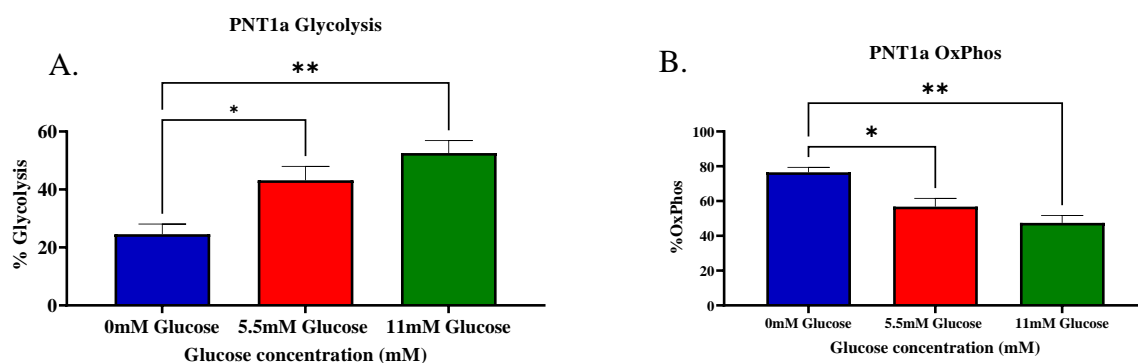 PNT1a Glycolysis
A.
**
*
60
40
20
0
% Glycolysis
0mM Glucose 5.5mM Glucose 11mM Glucose
Glucose concentration (mM)
PNT1a OxPhos
B.
**
*
100
80
60
40
20
0
%OxPhos
0mM Glucose 5.5mM Glucose 11mM Glucose
Glucose concentration (mM)